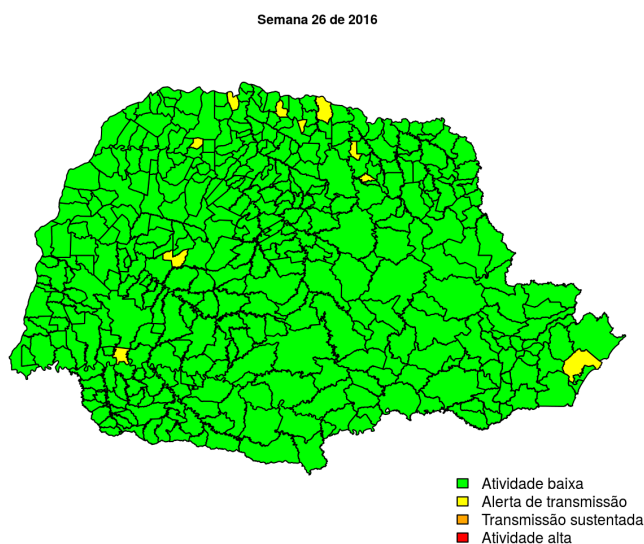 Semana 26 de 2016
Atividade baixa
Alerta de transmissão
Transmissão sustentada
Atividade alta